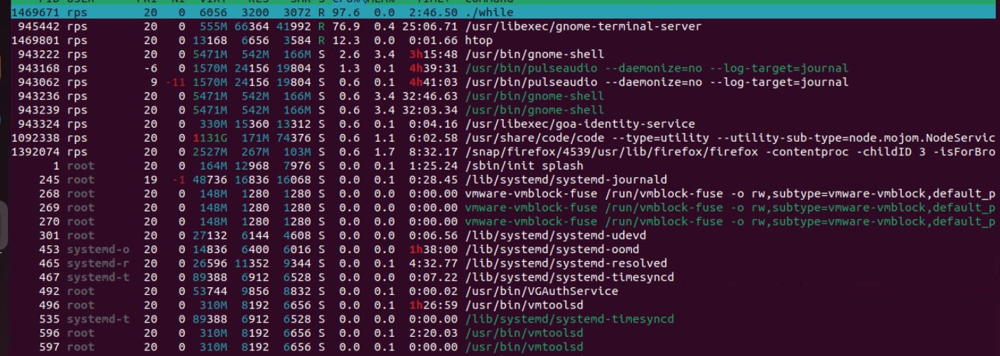 PID USER PRI NI VIRT RES SHR S CPU% MEM% TIME+ Command
1469671 rps 20 0 6056 3200 3072 R 97.6 0.0 2:46.50 ./while
945442 rps 20 0 555M 66364 41992 R 76.9 0.4 25:06.71 /usr/libexec/gnome-terminal-server
1469801 rps 20 0 13168 6656 3584 R 12.3 0.0 0:01.66 htop
943222 rps 20 0 5471M 542M 166M S 2.6 3.4 3h15:48 /usr/bin/gnome-shell
943168 rps -6 0 1570M 24156 19804 S 1.3 0.1 4h39:31 /usr/bin/pulseaudio --daemonize=no --log-target=journal
943062 rps 9 -11 1570M 24156 19804 S 0.6 0.1 4h41:03 /usr/bin/pulseaudio --daemonize=no --log-target=journal
943236 rps 20 0 5471M 542M 166M S 0.6 3.4 32:46.63 /usr/bin/gnome-shell
943239 rps 20 0 5471M 542M 166M S 0.6 3.4 32:03.34 /usr/bin/gnome-shell
943324 rps 20 0 330M 15360 13312 S 0.6 0.1 0:04.16 /usr/libexec/goa-identity-service
1092338 rps 20 0 1131G 171M 74376 S 0.6 1.1 6:02.58 /usr/share/code/code --type=utility --utility-sub-type=node.mojom.NodeServic
1392074 rps 20 0 2527M 267M 103M S 0.6 1.7 8:32.17 /snap/firefox/4539/usr/lib/firefox/firefox -contentproc -childID 3 -isForBro
1 root 20 0 164M 12968 7976 S 0.0 0.1 1:25.24 /sbin/init splash
245 root 19 -1 48736 16836 16068 S 0.0 0.1 0:28.45 /lib/systemd/systemd-journald
268 root 20 0 148M 1280 1280 S 0.0 0.0 0:00.00 vmware-vmblock-fuse /run/vmblock-fuse -o rw,subtype=vmware-vmblock,default_p
269 root 20 0 148M 1280 1280 S 0.0 0.0 0:00.00 vmware-vmblock-fuse /run/vmblock-fuse -o rw,subtype=vmware-vmblock,default_p
270 root 20 0 148M 1280 1280 S 0.0 0.0 0:00.00 vmware-vmblock-fuse /run/vmblock-fuse -o rw,subtype=vmware-vmblock,default_p
301 root 20 0 27132 6144 4608 S 0.0 0.0 0:06.56 /lib/systemd/systemd-udevd
453 systemd-o 20 0 14836 6400 6016 S 0.0 0.0 1h38:00 /lib/systemd/systemd-oomd
465 systemd-r 20 0 26596 11352 9344 S 0.0 0.1 4:32.77 /lib/systemd/systemd-resolved
467 systemd-t 20 0 89388 6912 6528 S 0.0 0.0 0:07.22 /lib/systemd/systemd-timesyncd
492 root 20 0 53744 9856 8832 S 0.0 0.1 0:00.02 /usr/bin/VGAuthService
496 root 20 0 310M 8192 6656 S 0.0 0.1 1h26:59 /usr/bin/vmtoolsd
535 systemd-t 20 0 89388 6912 6528 S 0.0 0.0 0:00.00 /lib/systemd/systemd-timesyncd
596 root 20 0 310M 8192 6656 S 0.0 0.1 2:20.03 /usr/bin/vmtoolsd
597 root 20 0 310M 8192 6656 S 0.0 0.1 0:00.00 /usr/bin/vmtoolsd